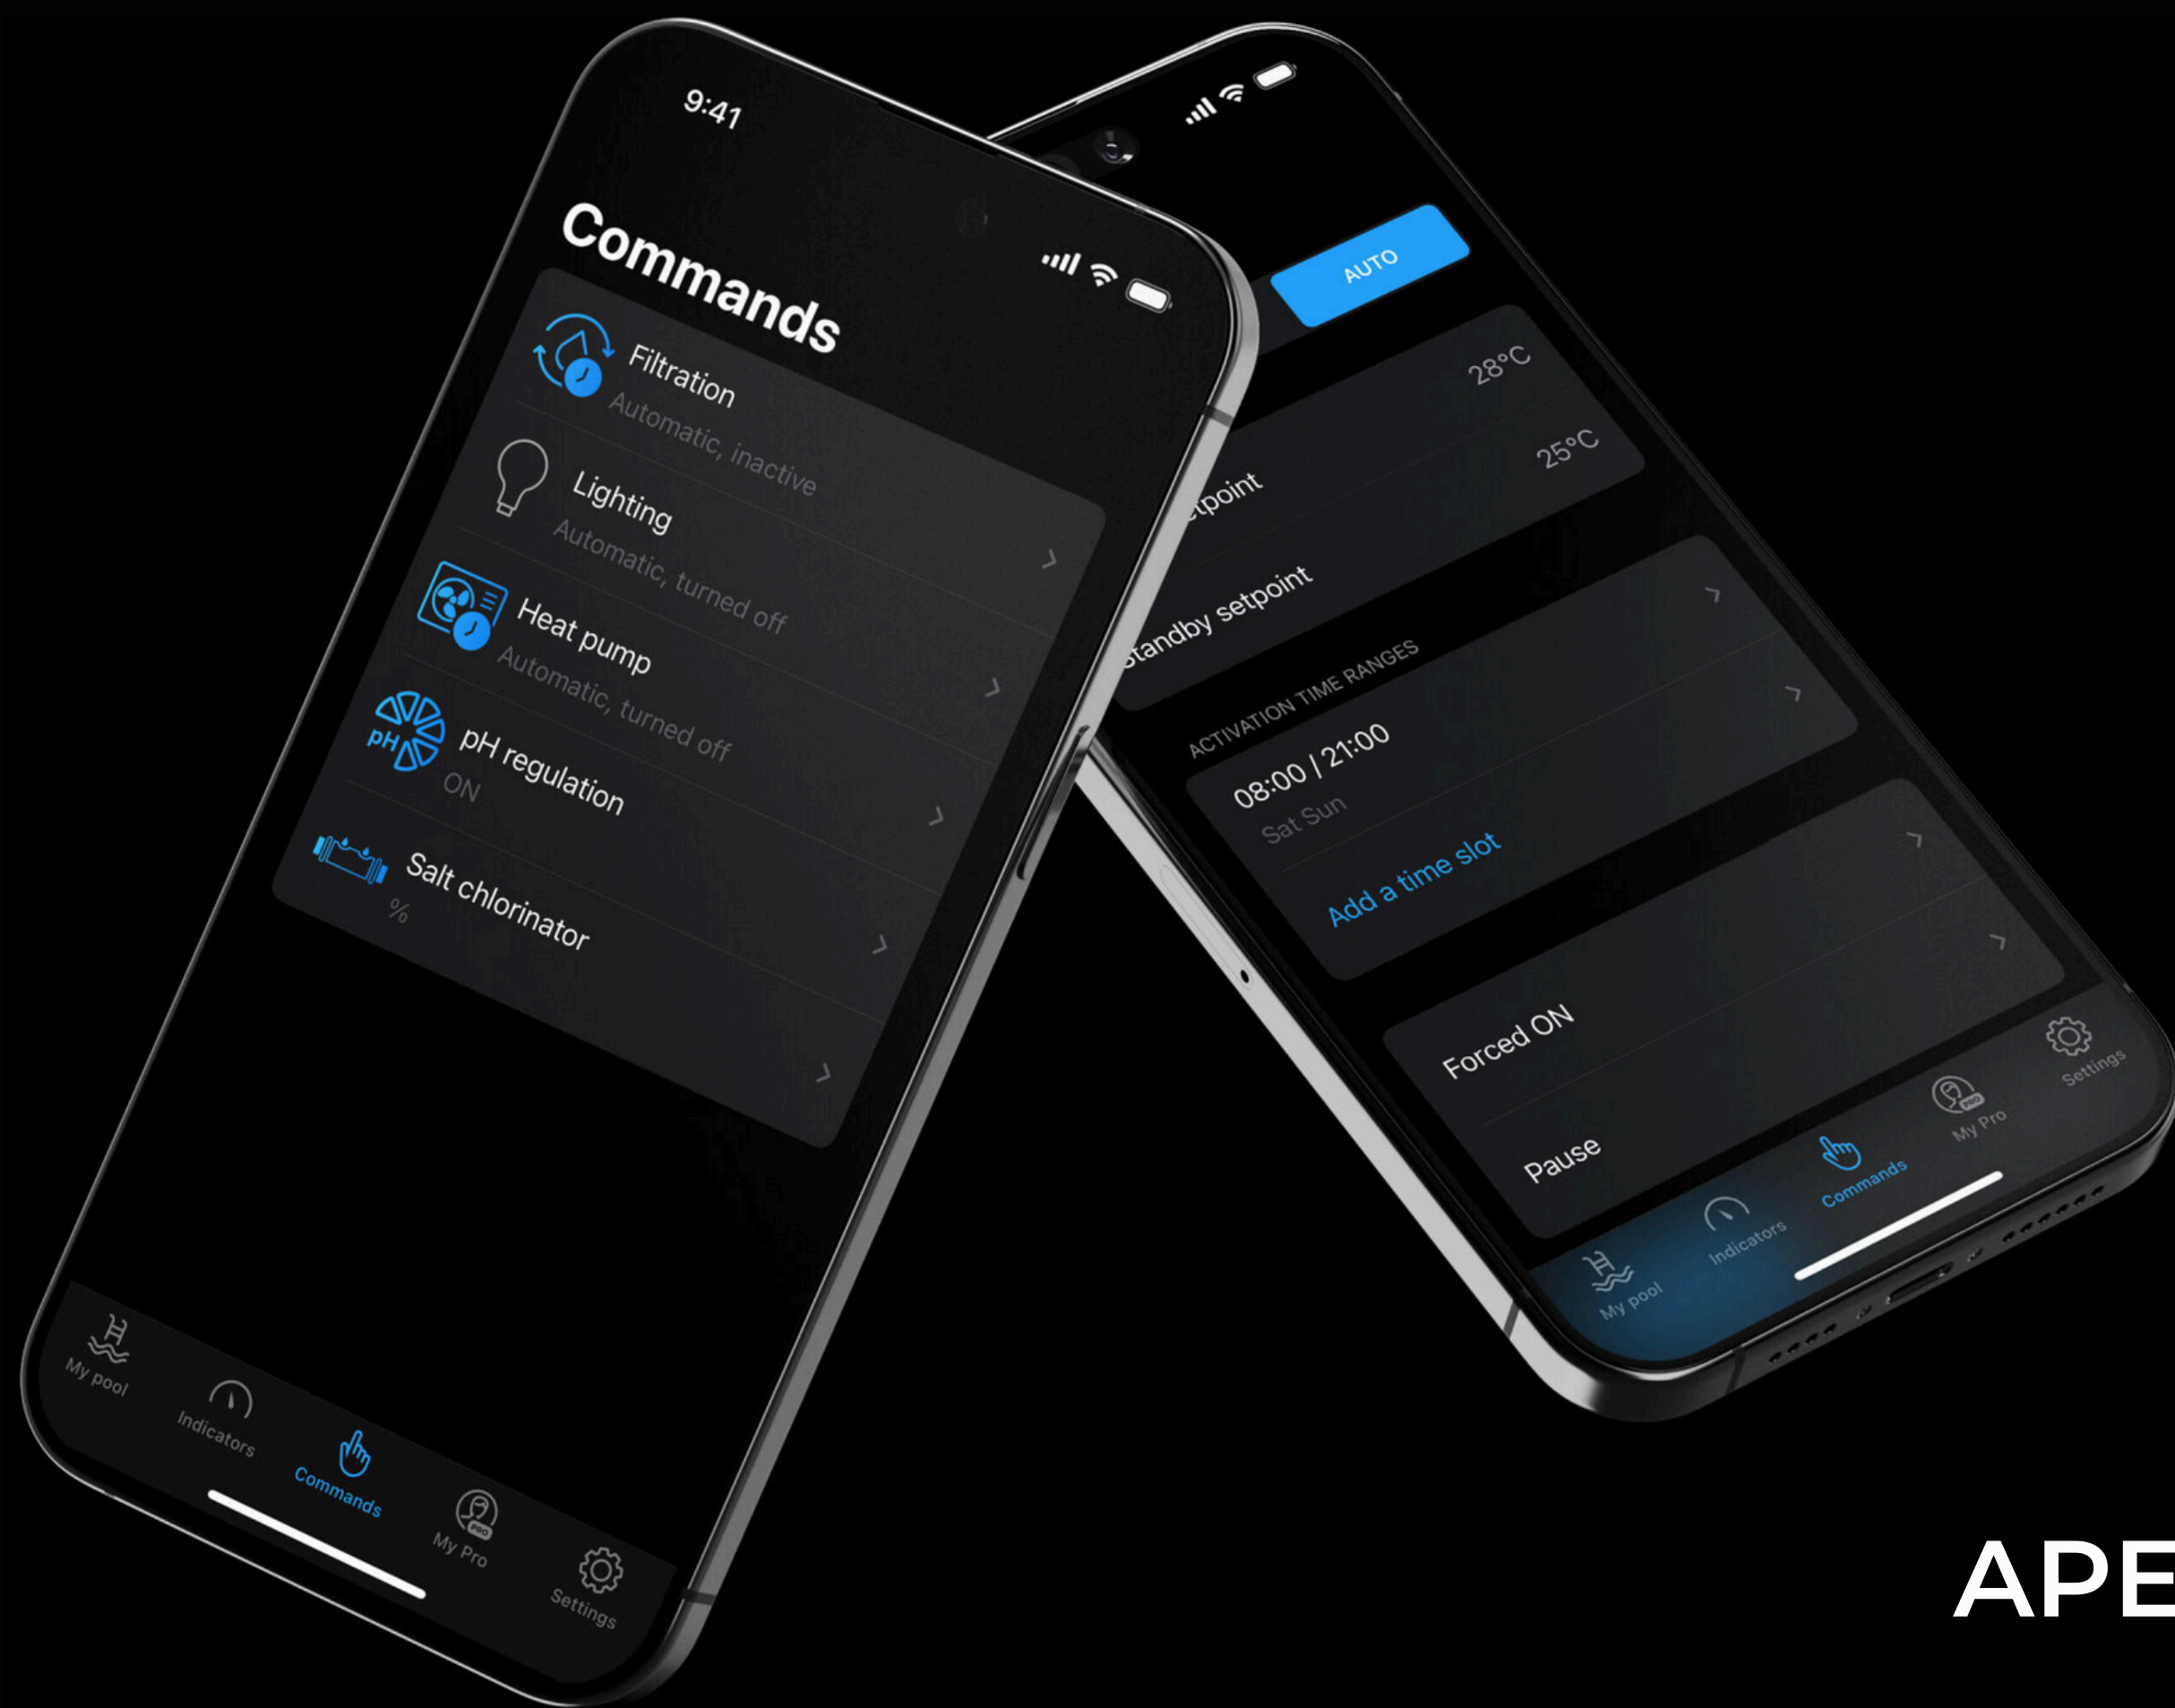 9:41
Commands
Filtration
Automatic, inactive
Lighting
Automatic, turned off
Heat pump
Automatic, turned off
pH
pH regulation
ON
Salt chlorinator
%
My pool
Indicators
Commands
PRO
My Pro
Settings
AUTO
28°C
25°C
Standby setpoint
ACTIVATION TIME RANGES
08:00 / 21:00
Sat Sun
Add a time slot
Forced ON
Pause
My pool
Indicators
Commands
PRO
My Pro
Settings